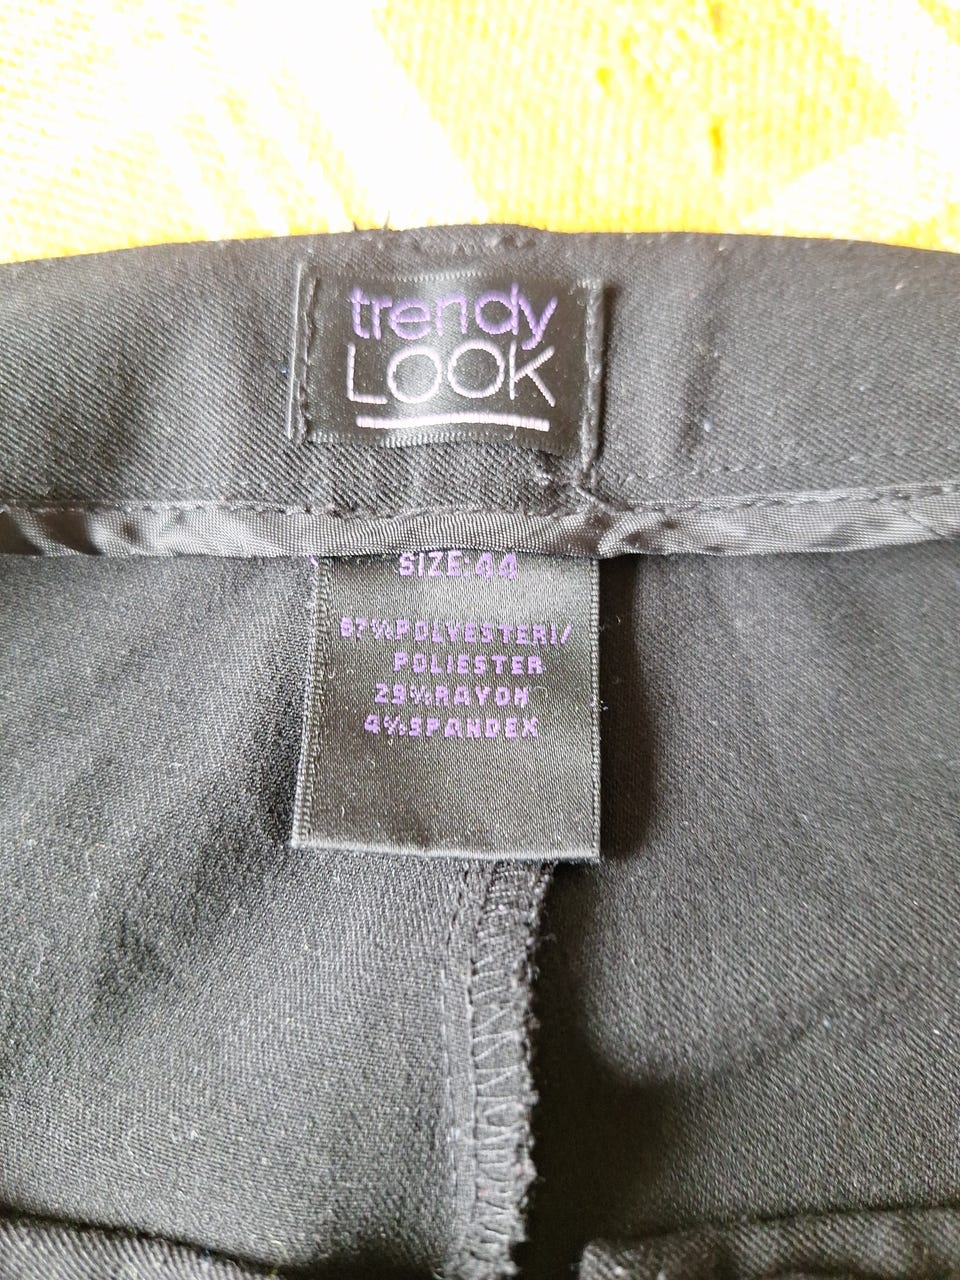 trendy
LOOK
SIZE:44
67%POLYESTER!/
POLIESTER
29%RAYON
4%SPANDEX